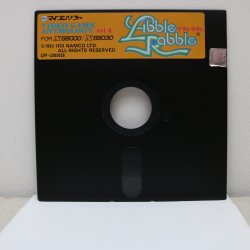 マイコンソフト
VIDEO GAME
ANTHOLOGY vol.4
FOR X68000/X68030
© 1983 1993 NAMCO LTD.
ALL RIGHTS RESERVED.
Libble Rabble
リブル・ラブル